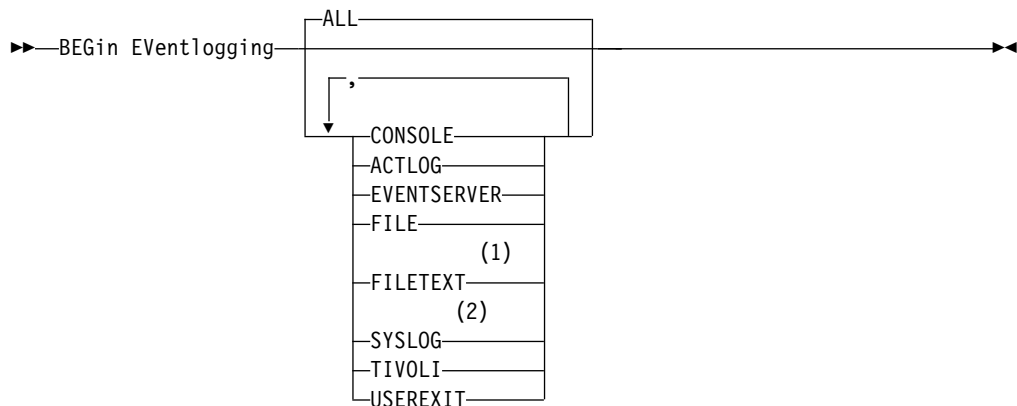 ALL
BEGin EVentlogging
,
CONSOLE
ACTLOG
EVENTSERVER
FILE
(1)
FILETEXT
(2)
SYSLOG
TIVOLI
USEREXIT